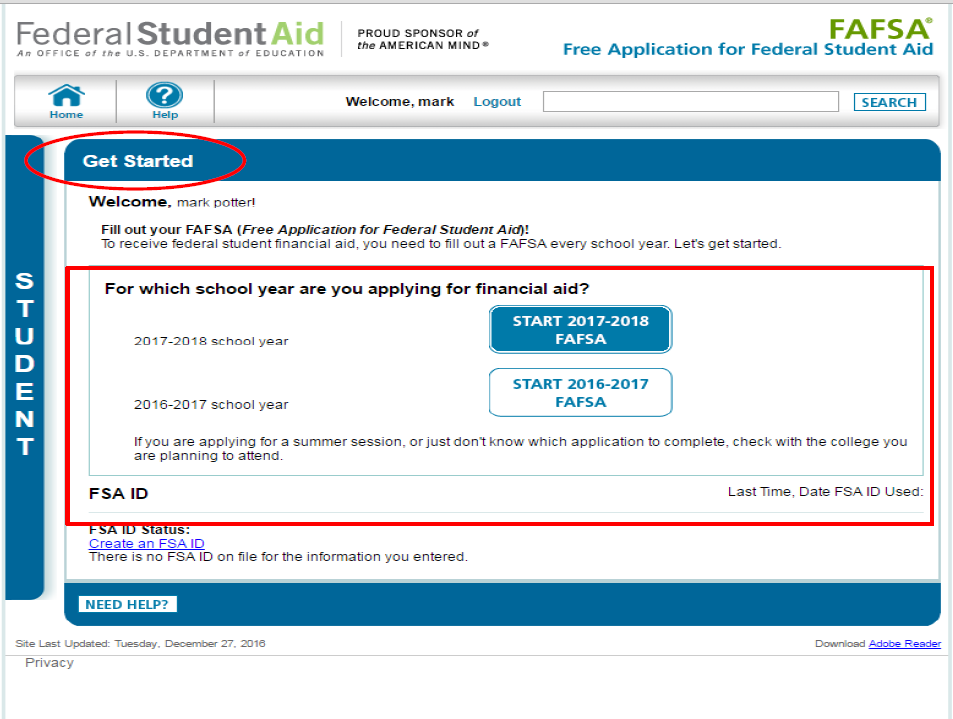 Federal Student Aid
An OFFICE of the U.S. DEPARTMENT of EDUCATION
PROUD SPONSOR of
the AMERICAN MIND®
FAFSA®
Free Application for Federal Student Aid
Home
Help
Welcome, mark
Logout
SEARCH
STUDENT
Get Started
Welcome, mark potter!
Fill out your FAFSA (Free Application for Federal Student Aid)!
To receive federal student financial aid, you need to fill out a FAFSA every school year. Let's get started.
For which school year are you applying for financial aid?
2017-2018 school year
START 2017-2018
FAFSA
2016-2017 school year
START 2016-2017
FAFSA
If you are applying for a summer session, or just don't know which application to complete, check with the college you
are planning to attend.
FSA ID
Last Time, Date FSA ID Used:
FSA ID Status:
Create an FSA ID
There is no FSA ID on file for the information you entered.
NEED HELP?
Site Last Updated: Tuesday, December 27, 2016
Download Adobe Reader
Privacy